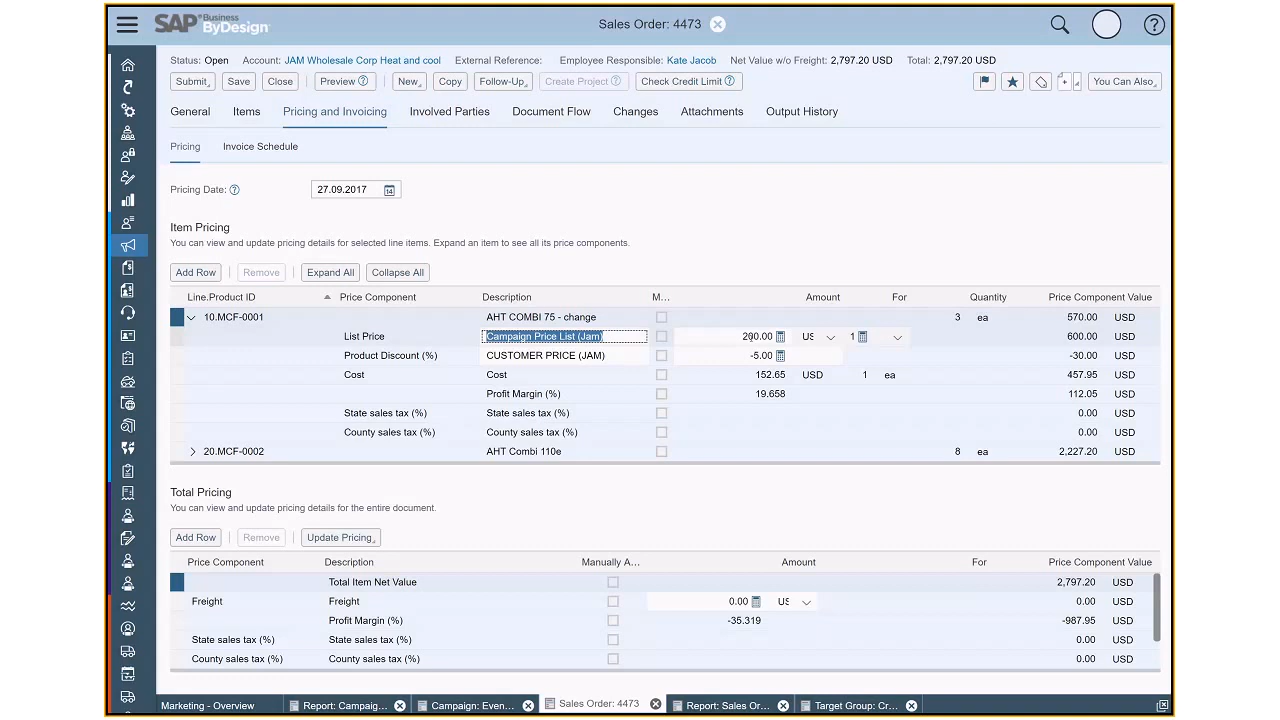 SAP Business ByDesign
Sales Order: 4473
Status: Open Account: JAM Wholesale Corp Heat and cool External Reference: Employee Responsible: Kate Jacob Net Value w/o Freight: 2,797.20 USD Total: 2,797.20 USD
Submit Save Close Preview New Copy Follow-Up Create Project Check Credit Limit You Can Also
General Items Pricing and Invoicing Involved Parties Document Flow Changes Attachments Output History
Pricing Invoice Schedule
Pricing Date: 27.09.2017 14
Item Pricing
You can view and update pricing details for selected line items. Expand an item to see all its price components.
Add Row Remove Expand All Collapse All
Line.Product ID Price Component Description M... Amount For Quantity Price Component Value
10.MCF-0001 AHT COMBI 75 - change 3 ea 570.00 USD
List Price Campaign Price List (Jam) 200.00 US 1 600.00 USD
Product Discount (%) CUSTOMER PRICE (JAM) -5.00 -30.00 USD
Cost Cost 152.65 USD 1 ea 457.95 USD
Profit Margin (%) 19.658 112.05 USD
State sales tax (%) State sales tax (%) 0.00 USD
County sales tax (%) County sales tax (%) 0.00 USD
20.MCF-0002 AHT Combi 110e 8 ea 2,227.20 USD
Total Pricing
You can view and update pricing details for the entire document.
Add Row Remove Update Pricing
Price Component Description Manually A... Amount For Price Component Value
Total Item Net Value 2,797.20 USD
Freight Freight 0.00 US 0.00 USD
Profit Margin (%) -35.319 -987.95 USD
State sales tax (%) State sales tax (%) 0.00 USD
County sales tax (%) County sales tax (%) 0.00 USD
Marketing - Overview Report: Campaig... Campaign: Even... Sales Order: 4473 Report: Sales Or... Target Group: Cr...